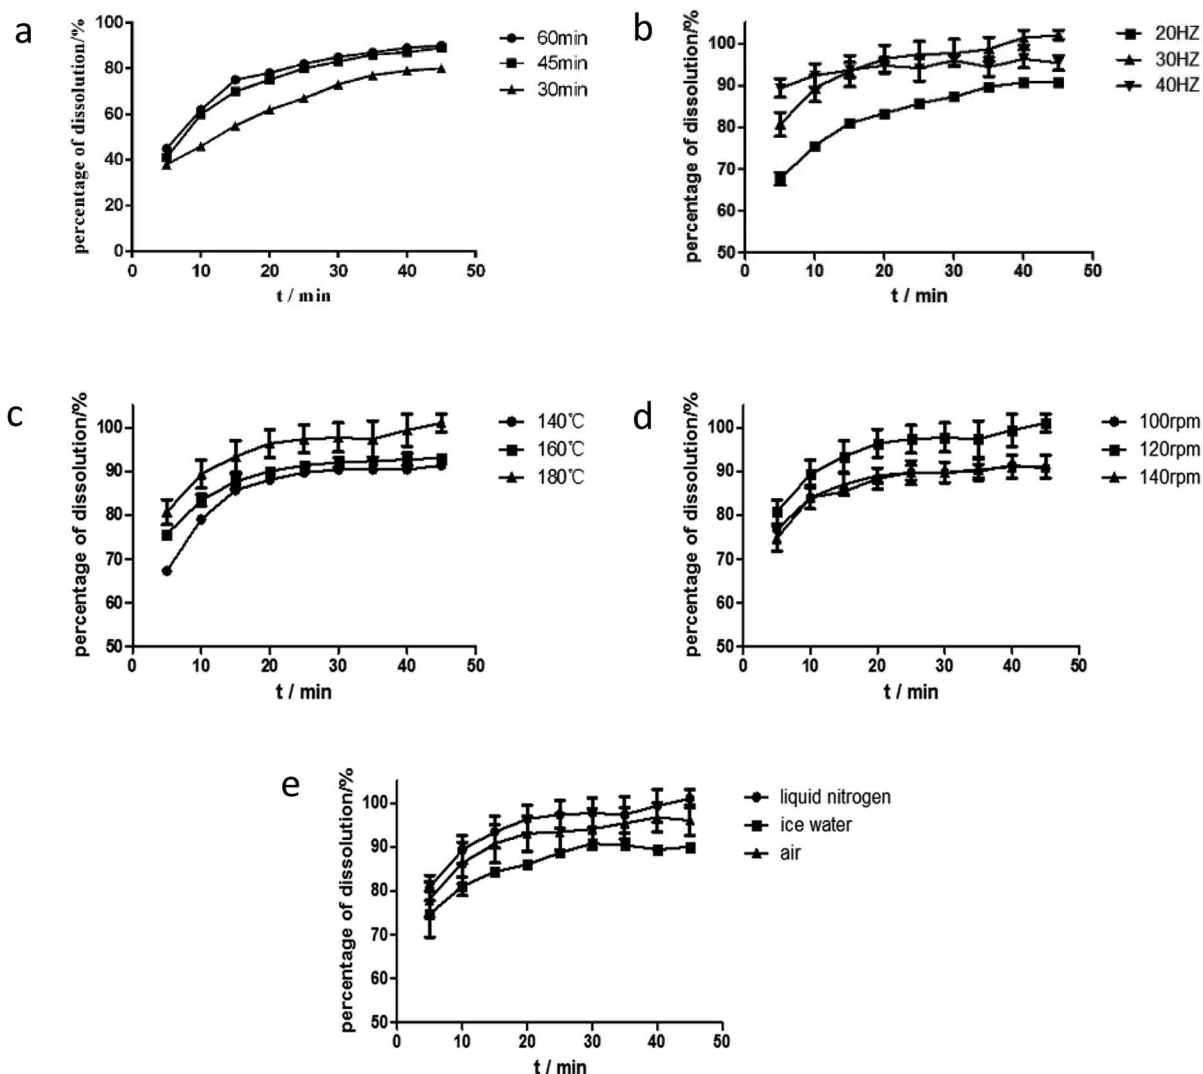 a
percentage of dissolution/%
100
80
60
40
20
0
0 10 20 30 40 50
t / min
60min
45min
30min
b
percentage of dissolution/%
100
90
80
70
60
50
0 10 20 30 40 50
t / min
20HZ
30HZ
40HZ
c
percentage of dissolution/%
100
90
80
70
60
50
0 10 20 30 40 50
t / min
140℃
160℃
180℃
d
percentage of dissolution/%
100
90
80
70
60
50
0 10 20 30 40 50
t / min
100rpm
120rpm
140rpm
e
percentage of dissolution/%
100
90
80
70
60
50
0 10 20 30 40 50
t / min
liquid nitrogen
ice water
air